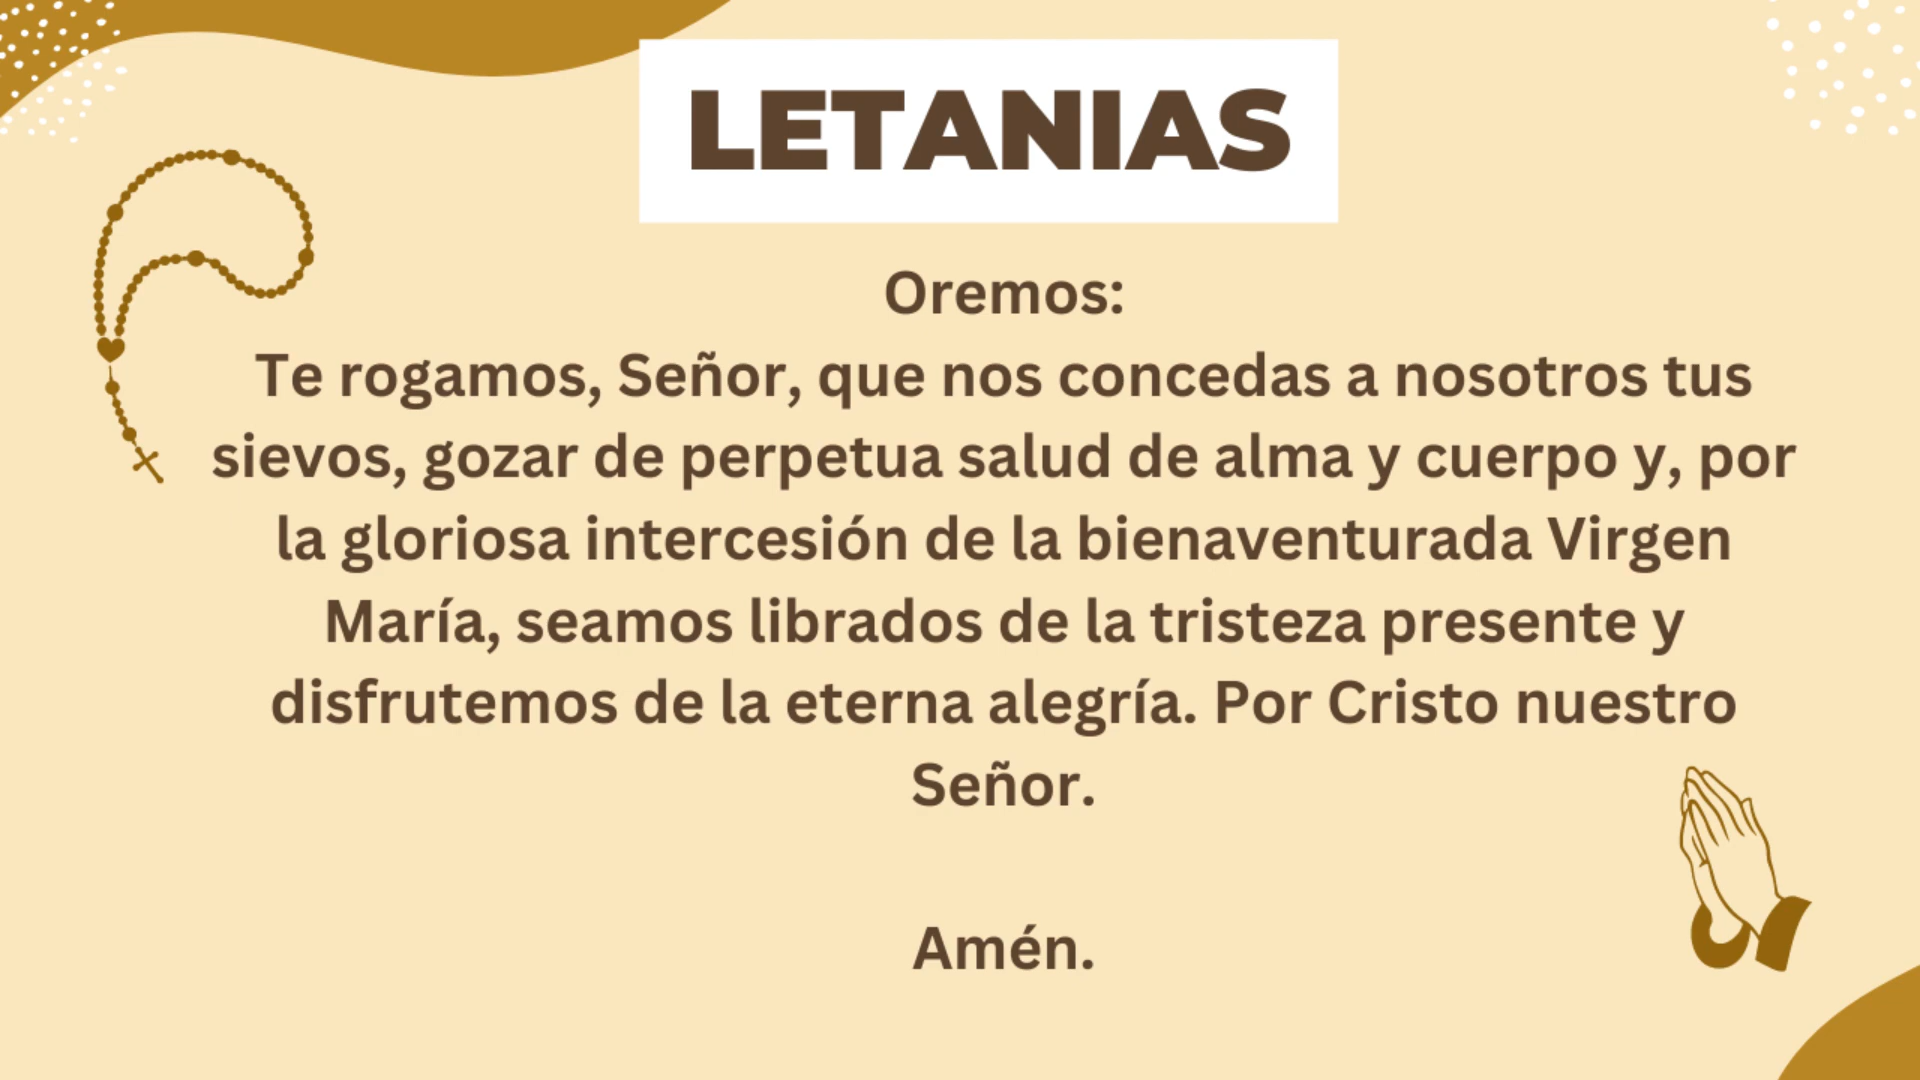 LETANIAS
Oremos:
Te rogamos, Señor, que nos concedas a nosotros tus
sievos, gozar de perpetua salud de alma y cuerpo y, por
la gloriosa intercesión de la bienaventurada Virgen
María, seamos librados de la tristeza presente y
disfrutemos de la eterna alegría. Por Cristo nuestro
Señor.
Amén.